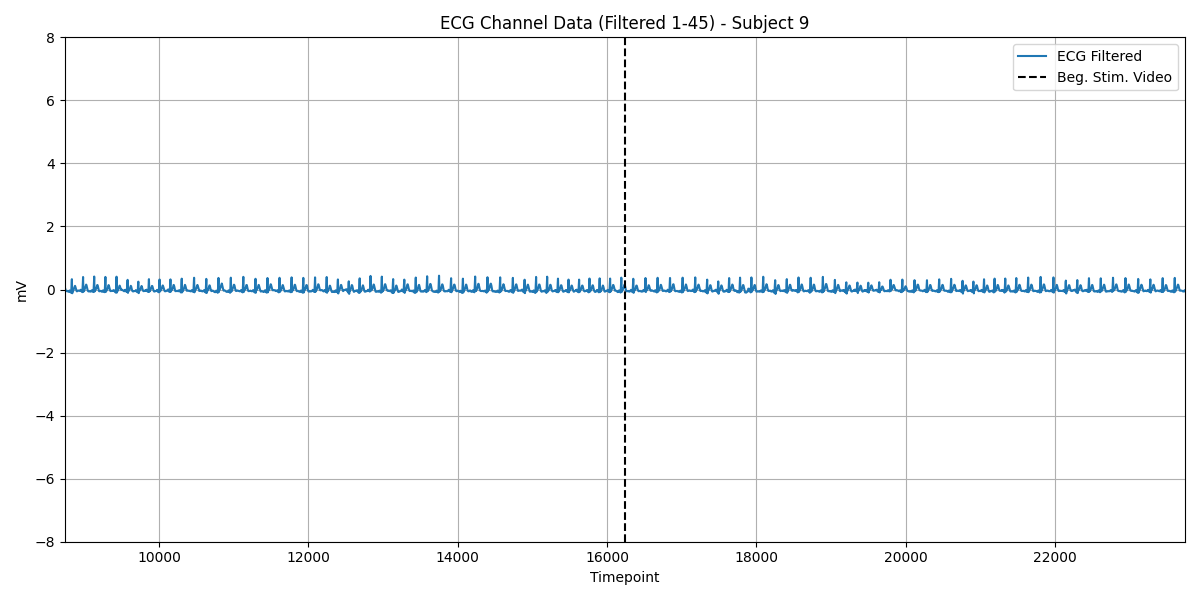 ECG Channel Data (Filtered 1-45) - Subject 9
ECG Filtered
Beg. Stim. Video
mV
8
6
4
2
0
−2
−4
−6
−8
10000 12000 14000 16000 18000 20000 22000
Timepoint